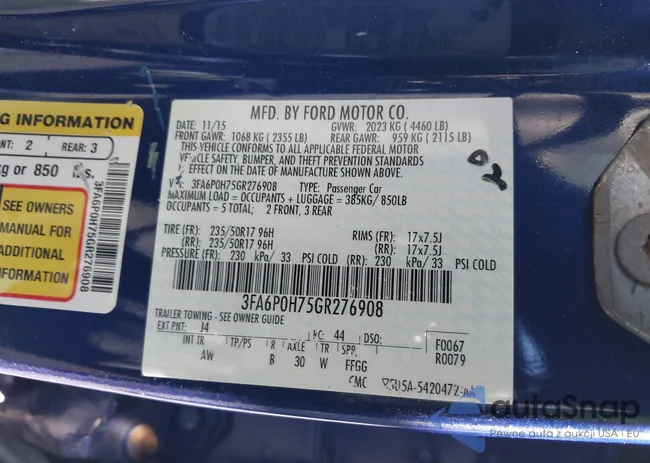 NG INFORMATION
NT: 2 REAR: 3
kg or 850 lbs.
SEE OWNERS
MANUAL FOR
ADDITIONAL
INFORMATION
3FA6P0H75GR276908
MFD. BY FORD MOTOR CO.
DATE: 11/15 GVWR: 2023 KG ( 4460 LB)
FRONT GAWR: 1068 KG ( 2355 LB) REAR GAWR: 959 KG ( 2115 LB)
THIS VEHICLE CONFORMS TO ALL APPLICABLE FEDERAL MOTOR
VEHICLE SAFETY, BUMPER, AND THEFT PREVENTION STANDARDS
IN EFFECT ON THE DATE OF MANUFACTURE SHOWN ABOVE.
VIN: 3FA6P0H75GR276908 TYPE: Passenger Car
MAXIMUM LOAD = OCCUPANTS + LUGGAGE = 385KG/ 850LB
OCCUPANTS = 5 TOTAL; 2 FRONT, 3 REAR
TIRE (FR): 235/50R17 96H RIMS (FR): 17x7.5J
(RR): 235/50R17 96H (RR): 17x7.5J
PRESSURE (FR): 230 kPa/ 33 PSI COLD (RR): 230 kPa/ 33 PSI COLD
3FA6P0H75GR276908
TRAILER TOWING - SEE OWNER GUIDE
EXT PNT: J4 RC: 44 DSO: F0067
INT TR TP/PS R AXLE TR SPR R0079
AW B 30 W FFGG
autoSnap
Pewne auta z aukcji USA i EU